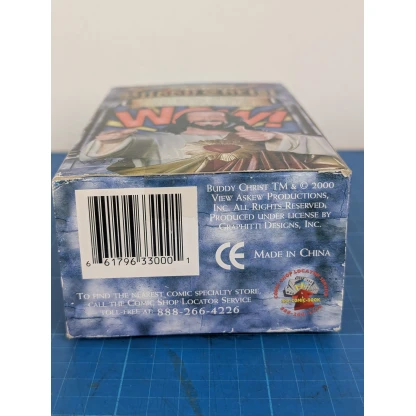 WOW!
BUDDY CHRIST TM & © 2000
VIEW ASKEW PRODUCTIONS,
INC. ALL RIGHTS RESERVED,
PRODUCED UNDER LICENSE BY
GRAPHITTI DESIGNS, INC.
CE MADE IN CHINA
6 61796 33000 1
TO FIND THE NEAREST COMIC SPECIALTY STORE,
CALL THE COMIC SHOP LOCATOR SERVICE
TOLL-FREE AT: 888-266-4226